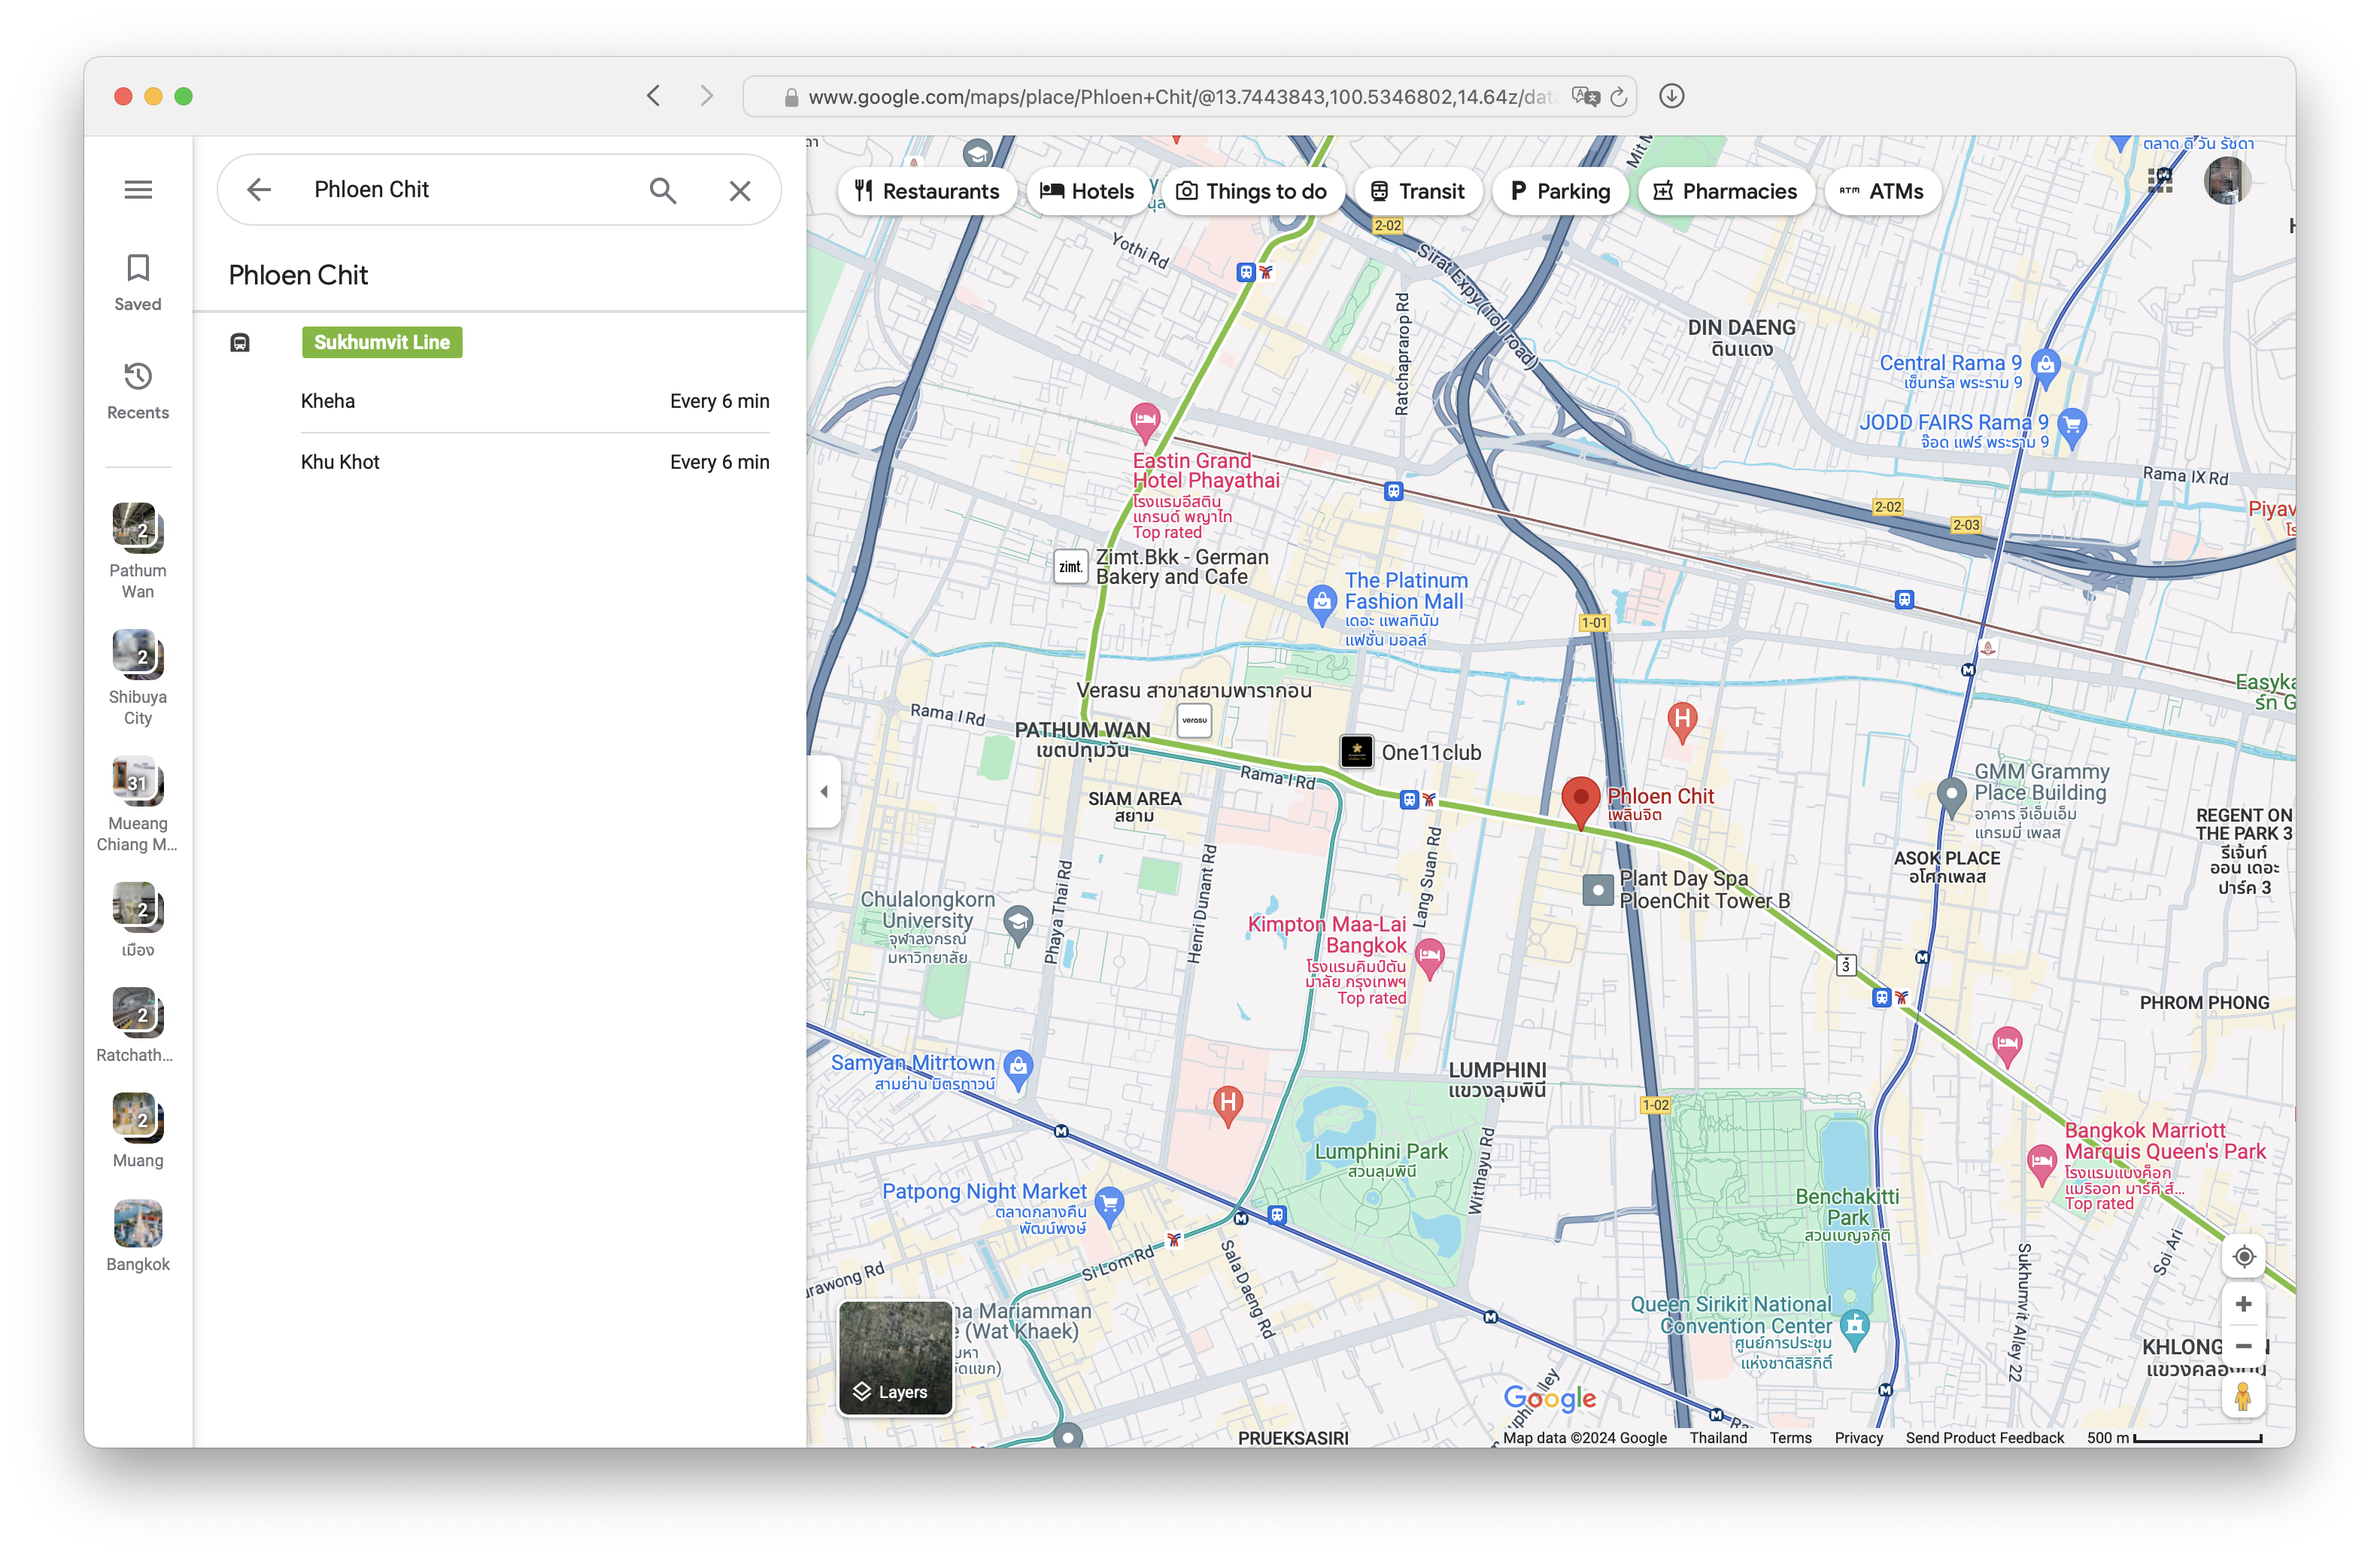 www.google.com/maps/place/Phloen+Chit/@13.7443843,100.5346802,14.64z/data
Phloen Chit
Saved
Recents
2
Pathum
Wan
2
Shibuya
City
31
Mueang
Chiang M...
2
เมือง
2
Ratchath...
2
Muang
Bangkok
Phloen Chit
Sukhumvit Line
Kheha
Every 6 min
Khu Khot
Every 6 min
Restaurants
Hotels
Things to do
Transit
Parking
Pharmacies
ATM ATMs
ตลาด ดิ วัน รัชดา
Yothi Rd
2-02
Sirat Expy (Toll road)
Ratchaprarop Rd
DIN DAENG
ดินแดง
Central Rama 9
เซ็นทรัล พระราม 9
JODD FAIRS Rama 9
จ๊อด แฟร์ พระราม 9
Rama IX Rd
Eastin Grand
Hotel Phayathai
โรงแรมอีสติน
แกรนด์ พญาไท
Top rated
2-02
2-03
Piyav
zimt.
Zimt.Bkk - German
Bakery and Cafe
The Platinum
Fashion Mall
เดอะ แพลทินัม
แฟชั่น มอลล์
1-01
Verasu สาขาสยามพารากอน
verasu
Easyka
Rama I Rd
PATHUM WAN
เขตปทุมวัน
One11club
Rama I Rd
SIAM AREA
สยาม
H
Phloen Chit
เพลินจิต
GMM Grammy
Place Building
อาคาร จีเอ็มเอ็ม
แกรมมี่ เพลส
REGENT ON
THE PARK 3
รีเจ้นท์
ออน เดอะ
ปาร์ค 3
ASOK PLACE
อโศกเพลส
Plant Day Spa
PloenChit Tower B
Lang Suan Rd
Henri Dunant Rd
Phaya Thai Rd
Chulalongkorn
University
จุฬาลงกรณ์
มหาวิทยาลัย
Kimpton Maa-Lai
Bangkok
โรงแรมคิมป์ตัน
มาลัย กรุงเทพฯ
Top rated
3
PHROM PHONG
Samyan Mitrtown
สามย่าน มิตรทาวน์
H
LUMPHINI
แขวงลุมพินี
1-02
Lumphini Park
สวนลุมพินี
Witthayu Rd
Bangkok Marriott
Marquis Queen's Park
โรงแรมแบงค็อก
แมริออท มาร์คีส์...
Top rated
Benchakitti
Park
สวนเบญจกิติ
Patpong Night Market
ตลาดกลางคืน
พัฒน์พงษ์
Si Lom Rd
Sala Daeng Rd
Soi Ari
Sukhumvit Alley 22
rawong Rd
ha Mariamman
e (Wat Khaek)
Queen Sirikit National
Convention Center
ศูนย์การประชุม
แห่งชาติสิริกิติ์
KHLONG
Layers
Google
PRUEKSASIRI
Map data ©2024 Google
Thailand
Terms
Privacy
Send Product Feedback
500 m